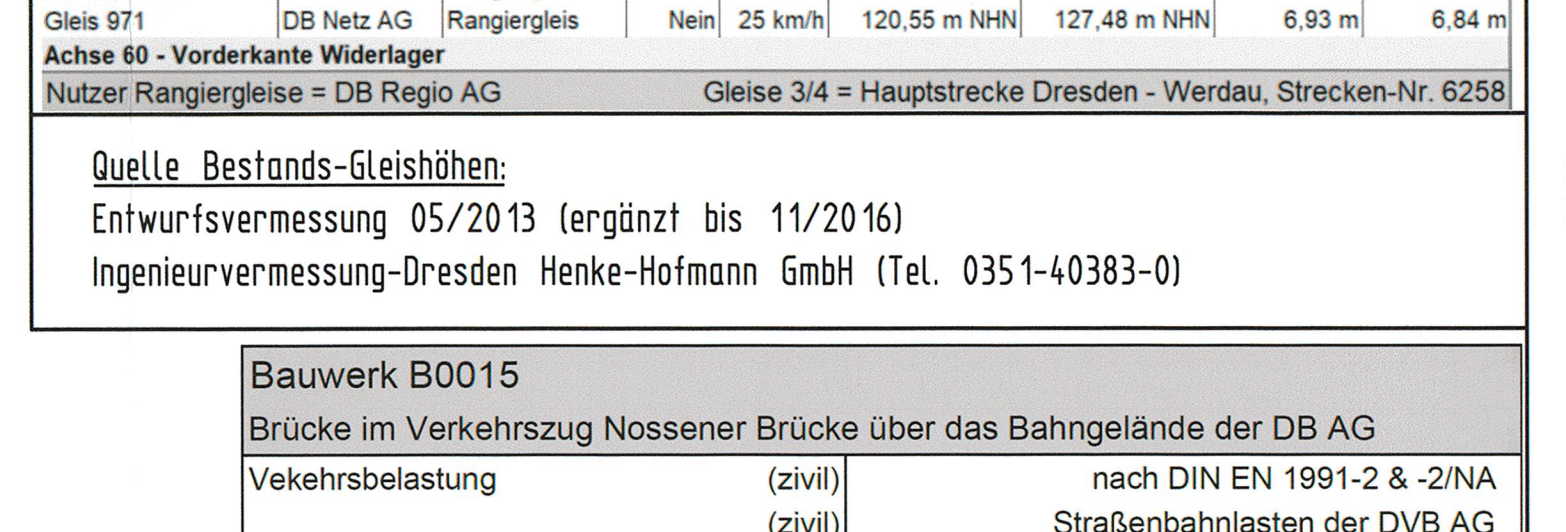 Gleis 971 DB Netz AG Rangiergleis Nein 25 km/h 120,55 m NHN 127,48 m NHN 6,93 m 6,84 m
Achse 60 - Vorderkante Widerlager
Nutzer Rangiergleise = DB Regio AG Gleise 3/4 = Hauptstrecke Dresden - Werdau, Strecken-Nr. 6258
Quelle Bestands-Gleishöhen:
Entwurfsvermessung 05/2013 (ergänzt bis 11/2016)
Ingenieurvermessung-Dresden Henke-Hofmann GmbH (Tel. 0351-40383-0)
Bauwerk B0015
Brücke im Verkehrszug Nossener Brücke über das Bahngelände der DB AG
Vekehrsbelastung (zivil) nach DIN EN 1991-2 & -2/NA
(zivil) Straßenbahnlasten der DVB AG